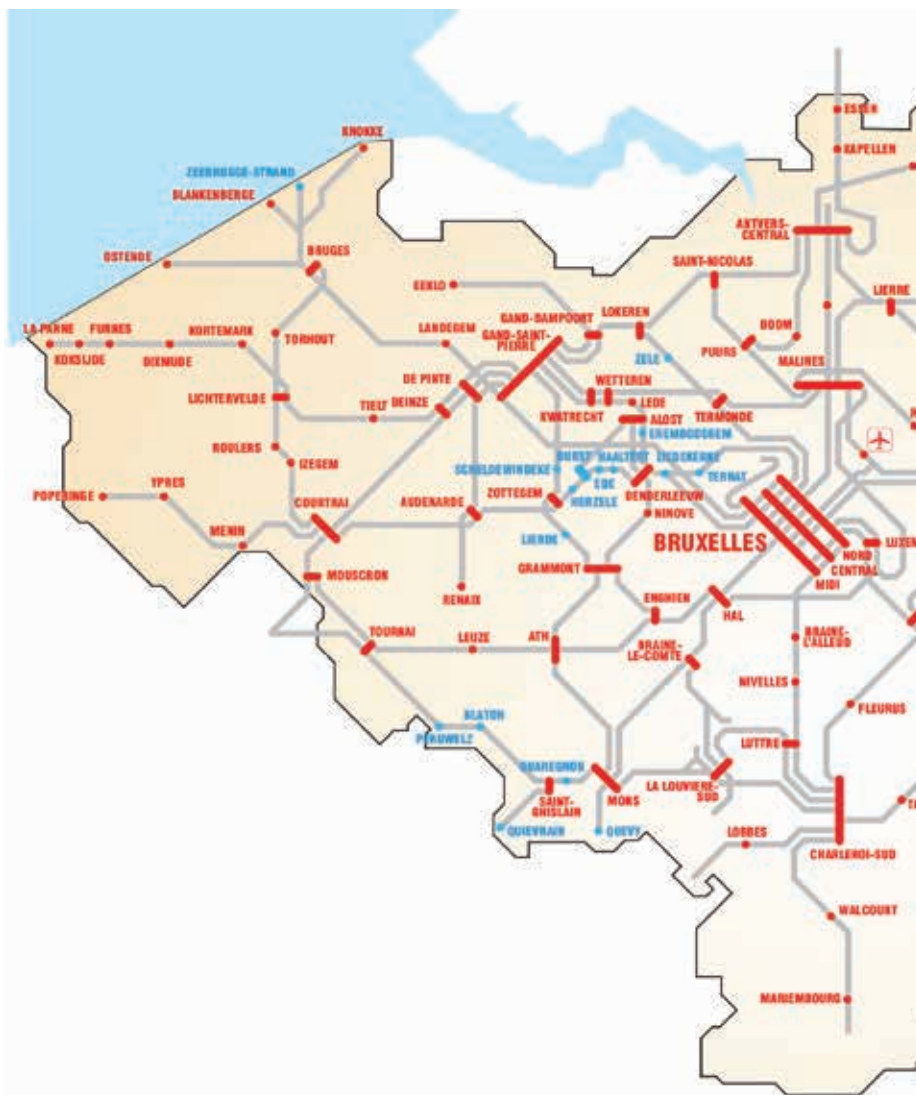 ESSEN
KNOKKE
KAPELLEN
ZEEBRUGGE-STRAND
BLANKENBERGE
ANTVERS-
CENTRAL
OSTENDE
BRUGES
SAINT-NICOLAS
EEKLO
LIERRE
LOKEREN
GAND-DAMPOORT
GAND-SAINT-
PIERRE
LA PANNE
FURNES
KORTEMARK
TORHOUT
LANDEGEM
BOOM
KOKSIJDE
DIXMUDE
PUURS
MALINES
ZELE
DE PINTE
WETTEREN
LICHTERVELDE
TIELT
DEINZE
LEDE
KWATRECHT
ALOST
TERMONDE
EREMBODEGEM
ROULERS
IZEGEM
BURST
HAALTERT
LIEDEKERKE
SCHELDEWINDEKE
EDE
TERNAT
POPERINGE
YPRES
COURTRAI
AUDENARDE
ZOTTEGEM
HERZELE
DENDERLEEUW
NINOVE
MENIN
LIERDE
BRUXELLES
NORD
CENTRAL
MIDI
LUXEM
MOUSCRON
GRAMMONT
RENAIX
ENGHIEN
HAL
TOURNAI
LEUZE
ATH
BRAINE-
LE-COMTE
BRAINE-
L'ALLEUD
NIVELLES
FLEURUS
BLATON
PERUWELZ
LUTTRE
QUAREGNON
SAINT-
GHISLAIN
MONS
LA LOUVIERE-
SUD
QUIEVRAIN
QUEVY
LOBBES
CHARLEROI-SUD
WALCOURT
MARIEMBOURG